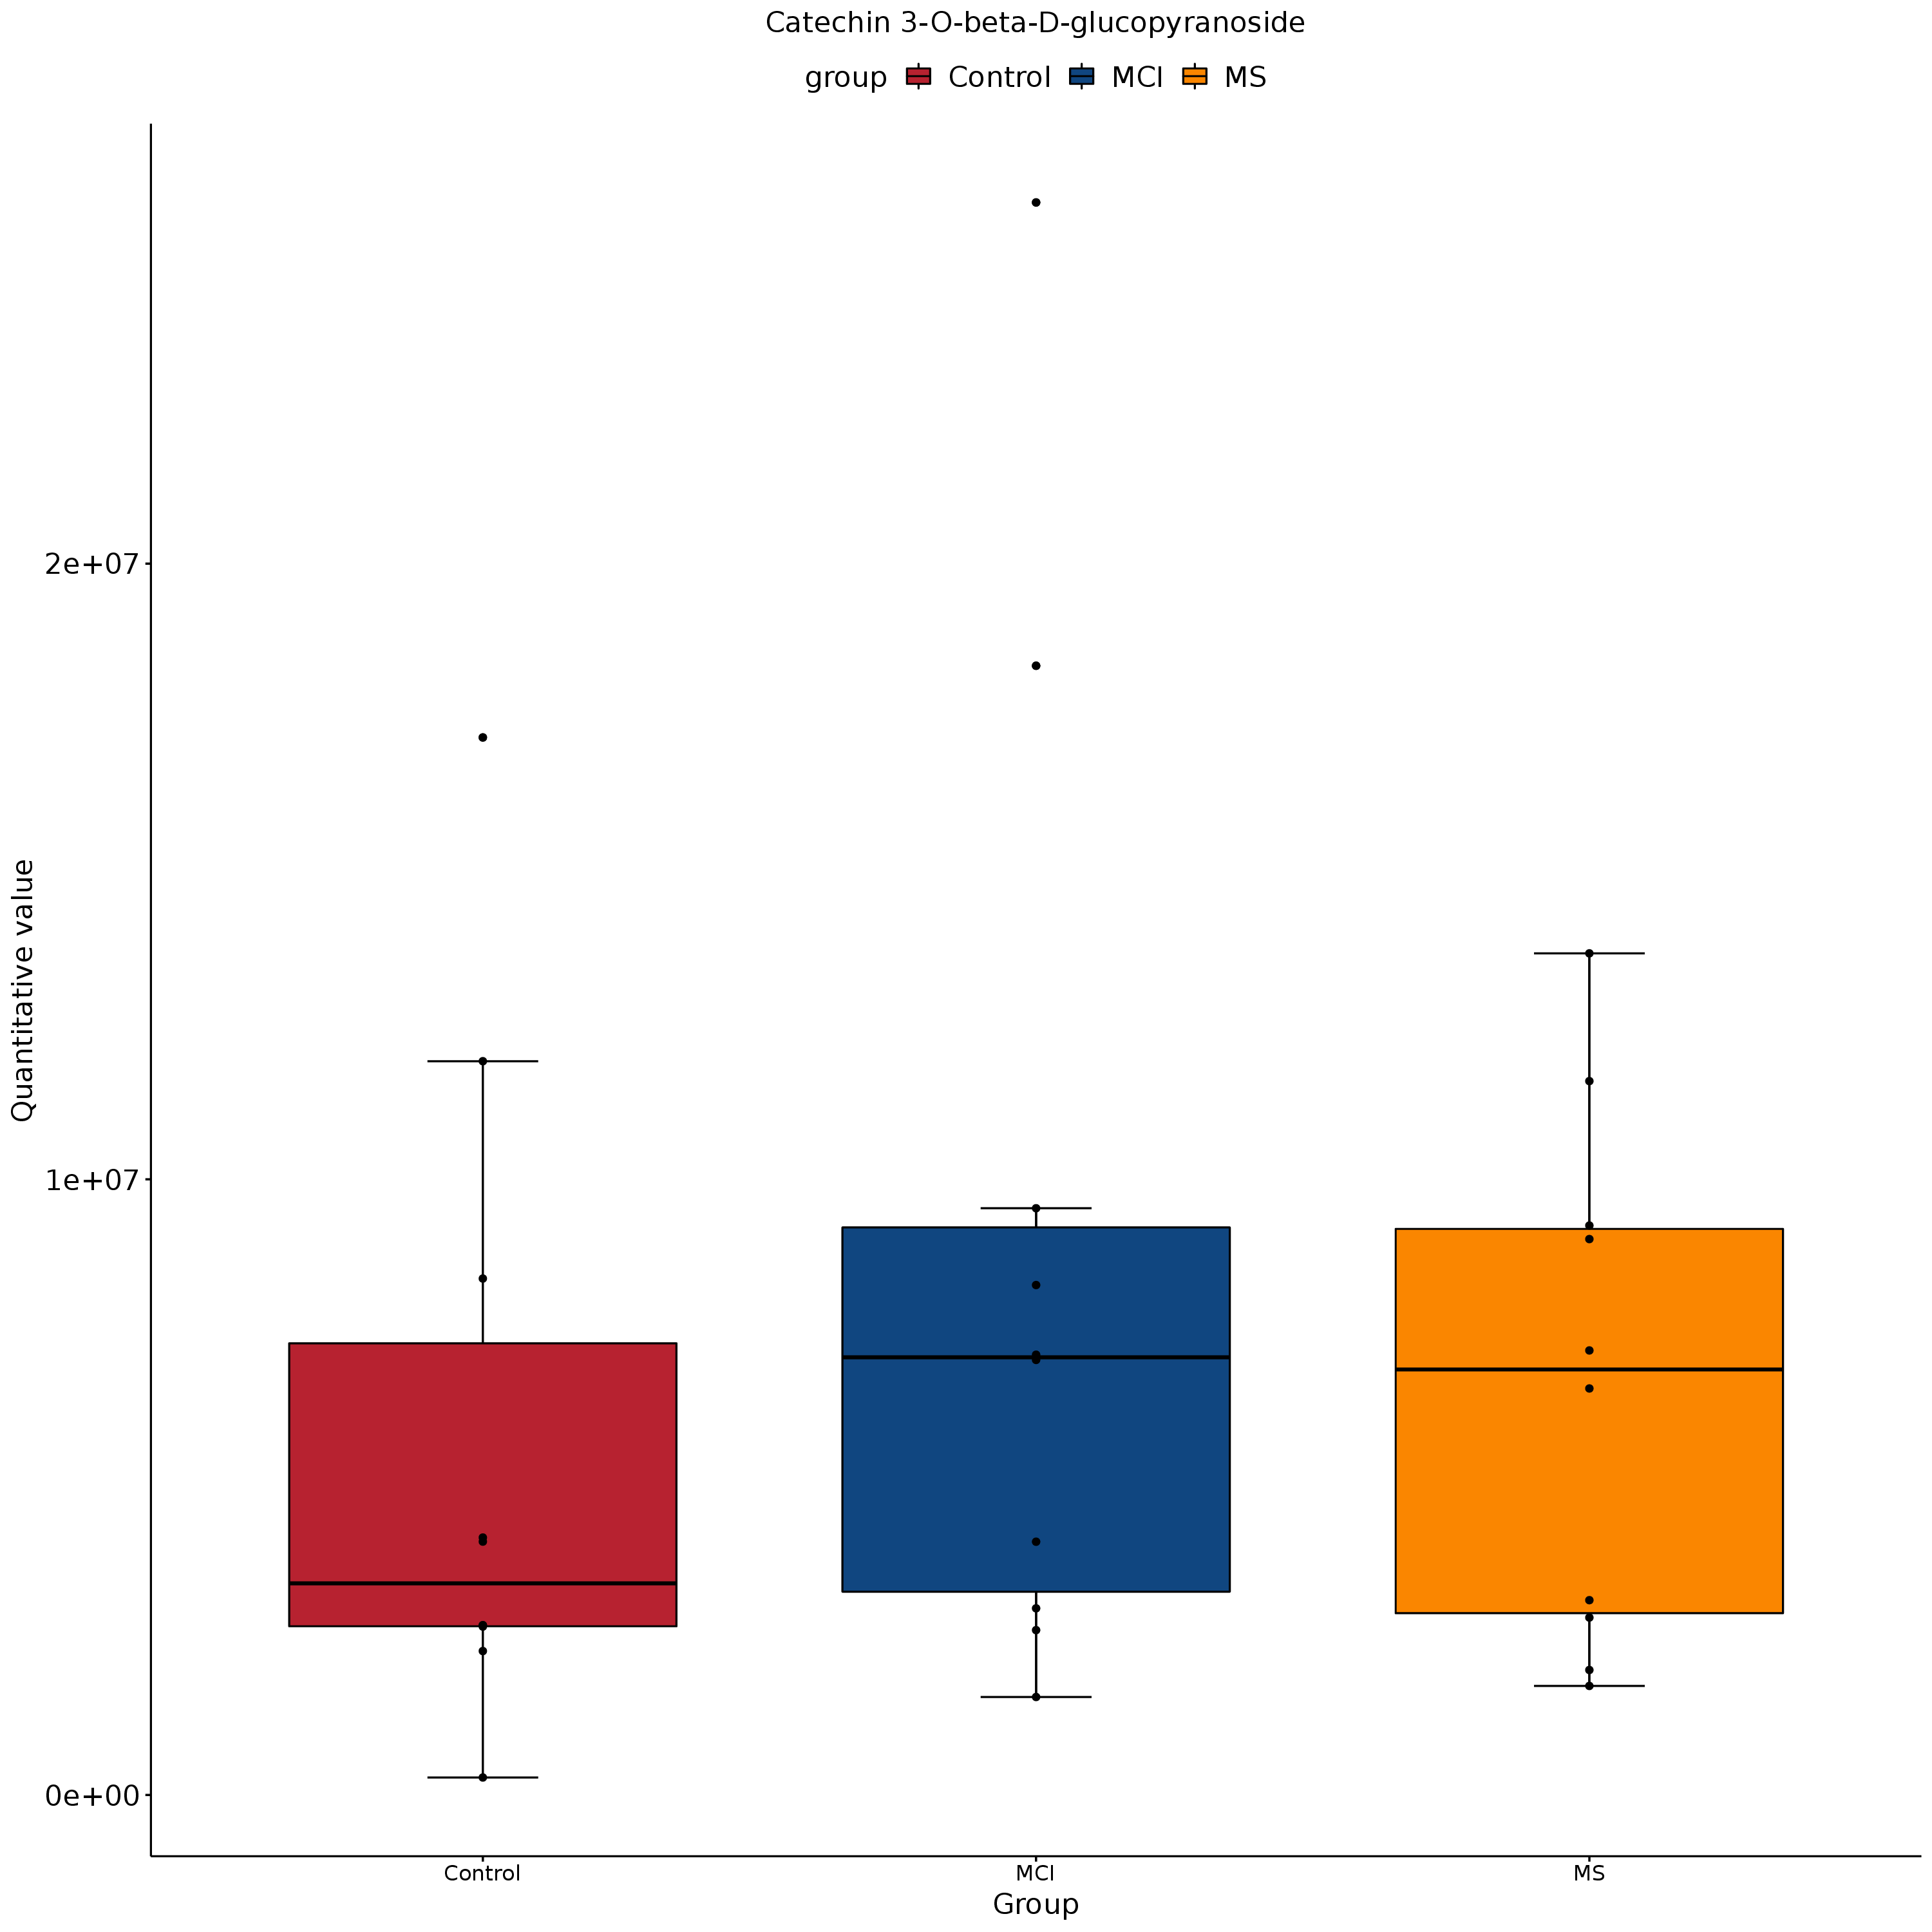 Catechin 3-O-beta-D-glucopyranoside
group Control MCI MS
Quantitative value
2e+07
1e+07
0e+00
Control MCI MS
Group